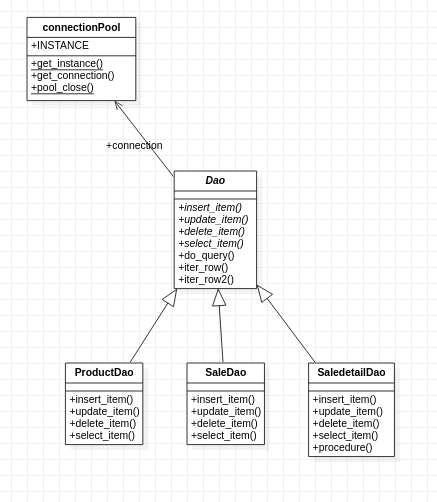 connectionPool
+INSTANCE
+get_instance()
+get_connection()
+pool_close()
+connection
Dao
+insert_item()
+update_item()
+delete_item()
+select_item()
+do_query()
+iter_row()
+iter_row2()
ProductDao
+insert_item()
+update_item()
+delete_item()
+select_item()
SaleDao
+insert_item()
+update_item()
+delete_item()
+select_item()
SaledetailDao
+insert_item()
+update_item()
+delete_item()
+select_item()
+procedure()